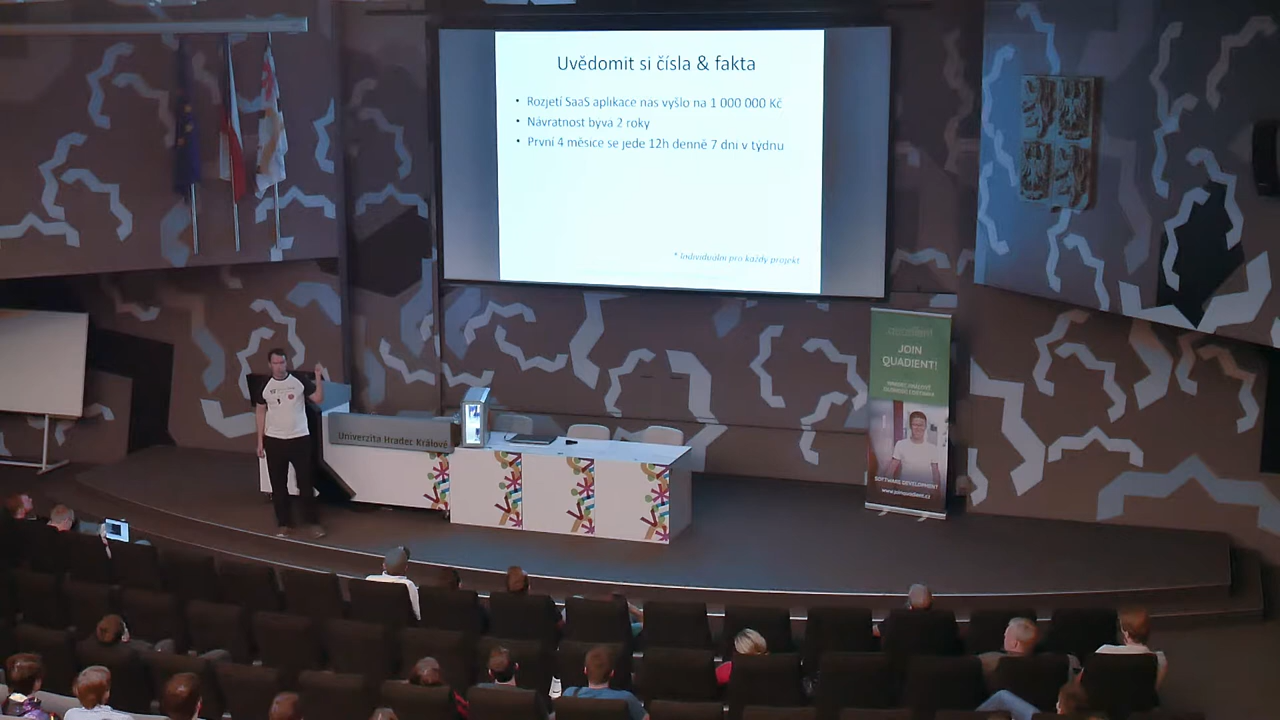 Uvědomit si čísla & fakta
• Rozjetí SaaS aplikace nas vyšlo na 1 000 000 Kč
• Návratnost bývá 2 roky
• První 4 měsíce se jede 12h denně 7 dní v týdnu
* Individuální pro každý projekt
Univerzita Hradec Králové
JOIN
QUADIENT!
SOFTWARE DEVELOPMENT